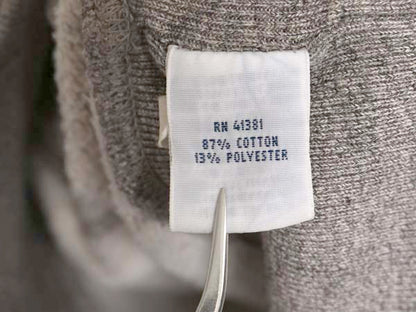 RN 41381
87% COTTON
13% POLYESTER